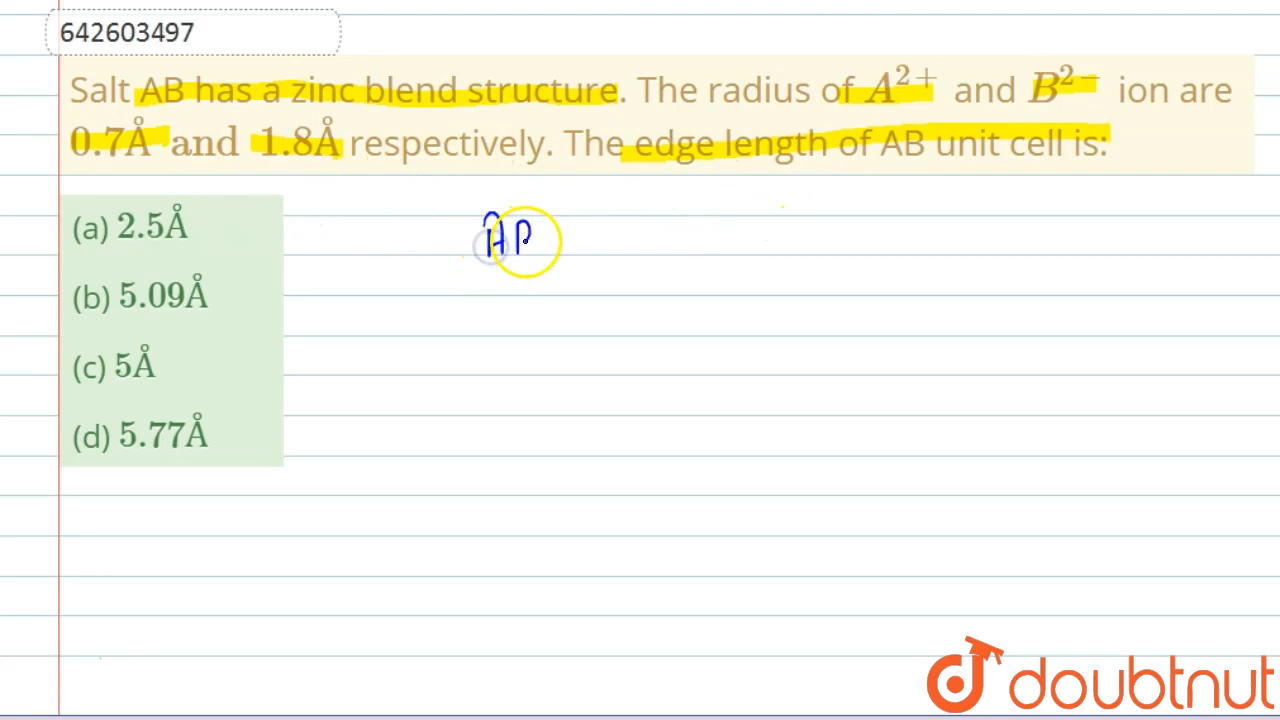 642603497
Salt AB has a zinc blend structure. The radius of A²⁺ and B²⁻ ion are
0.7Å and 1.8Å respectively. The edge length of AB unit cell is:
(a) 2.5Å
(b) 5.09Å
(c) 5Å
(d) 5.77Å
doubtnut